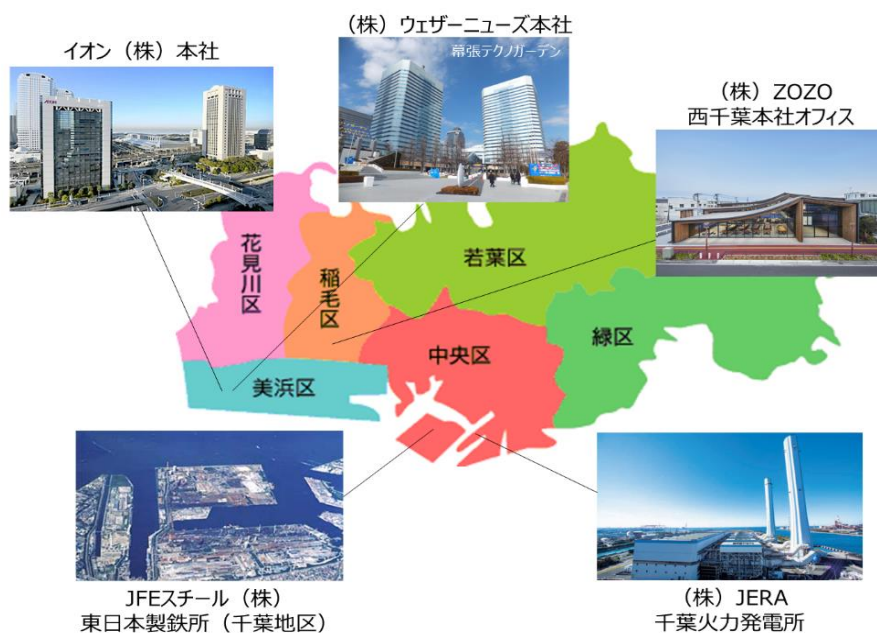 イオン（株）本社
（株）ウェザーニューズ本社
幕張テクノガーデン
（株）ZOZO
西千葉本社オフィス
花見川区
稲毛区
若葉区
中央区
緑区
美浜区
JFEスチール（株）
東日本製鉄所（千葉地区）
（株）JERA
千葉火力発電所